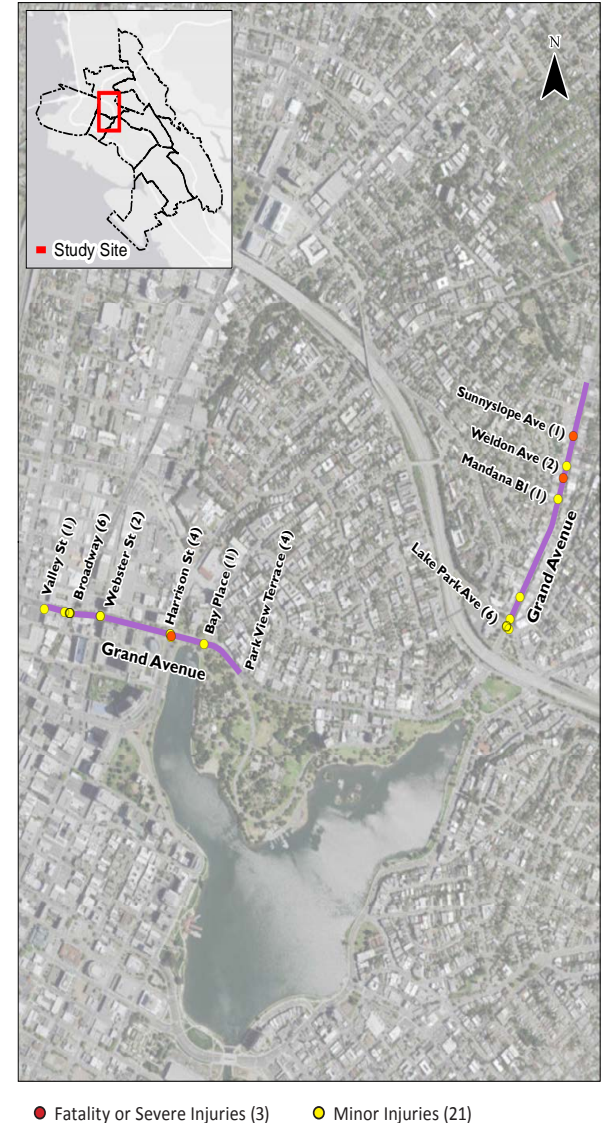 N
Study Site
Sunnyslope Ave (1)
Weldon Ave (2)
Mandana Bl (1)
Lake Park Ave (6)
Grand Avenue
Valley St (1)
Broadway (6)
Webster St (2)
Harrison St (4)
Bay Place (1)
Park View Terrace (4)
Grand Avenue
Fatality or Severe Injuries (3)
Minor Injuries (21)